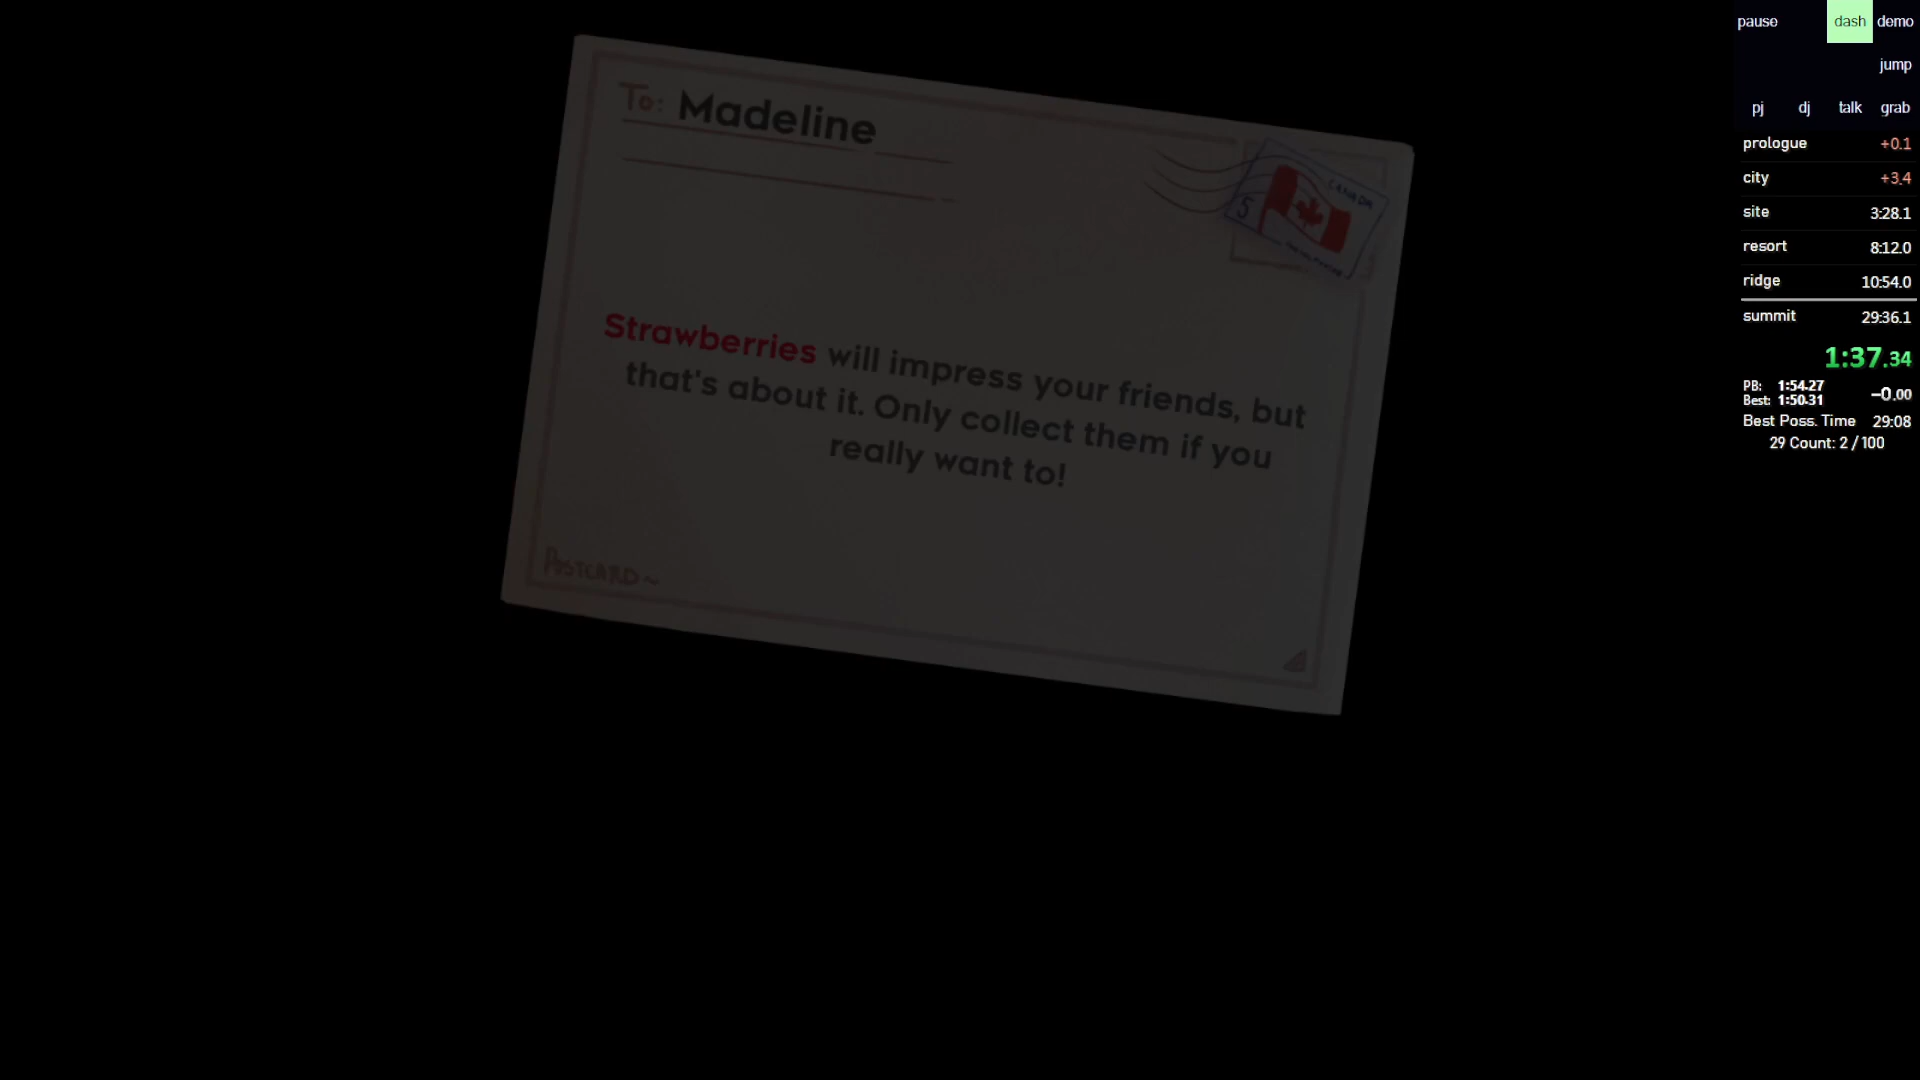 To: Madeline
CANADA
5
Strawberries will impress your friends, but
that's about it. Only collect them if you
really want to!
POSTCARD~
pause dash demo
jump
pj dj talk grab
prologue +0.1
city +3.4
site 3:28.1
resort 8:12.0
ridge 10:54.0
summit 29:36.1
1:37.34
PB: 1:54.27
Best: 1:50.31 −0.00
Best Poss. Time 29:08
29 Count: 2 / 100